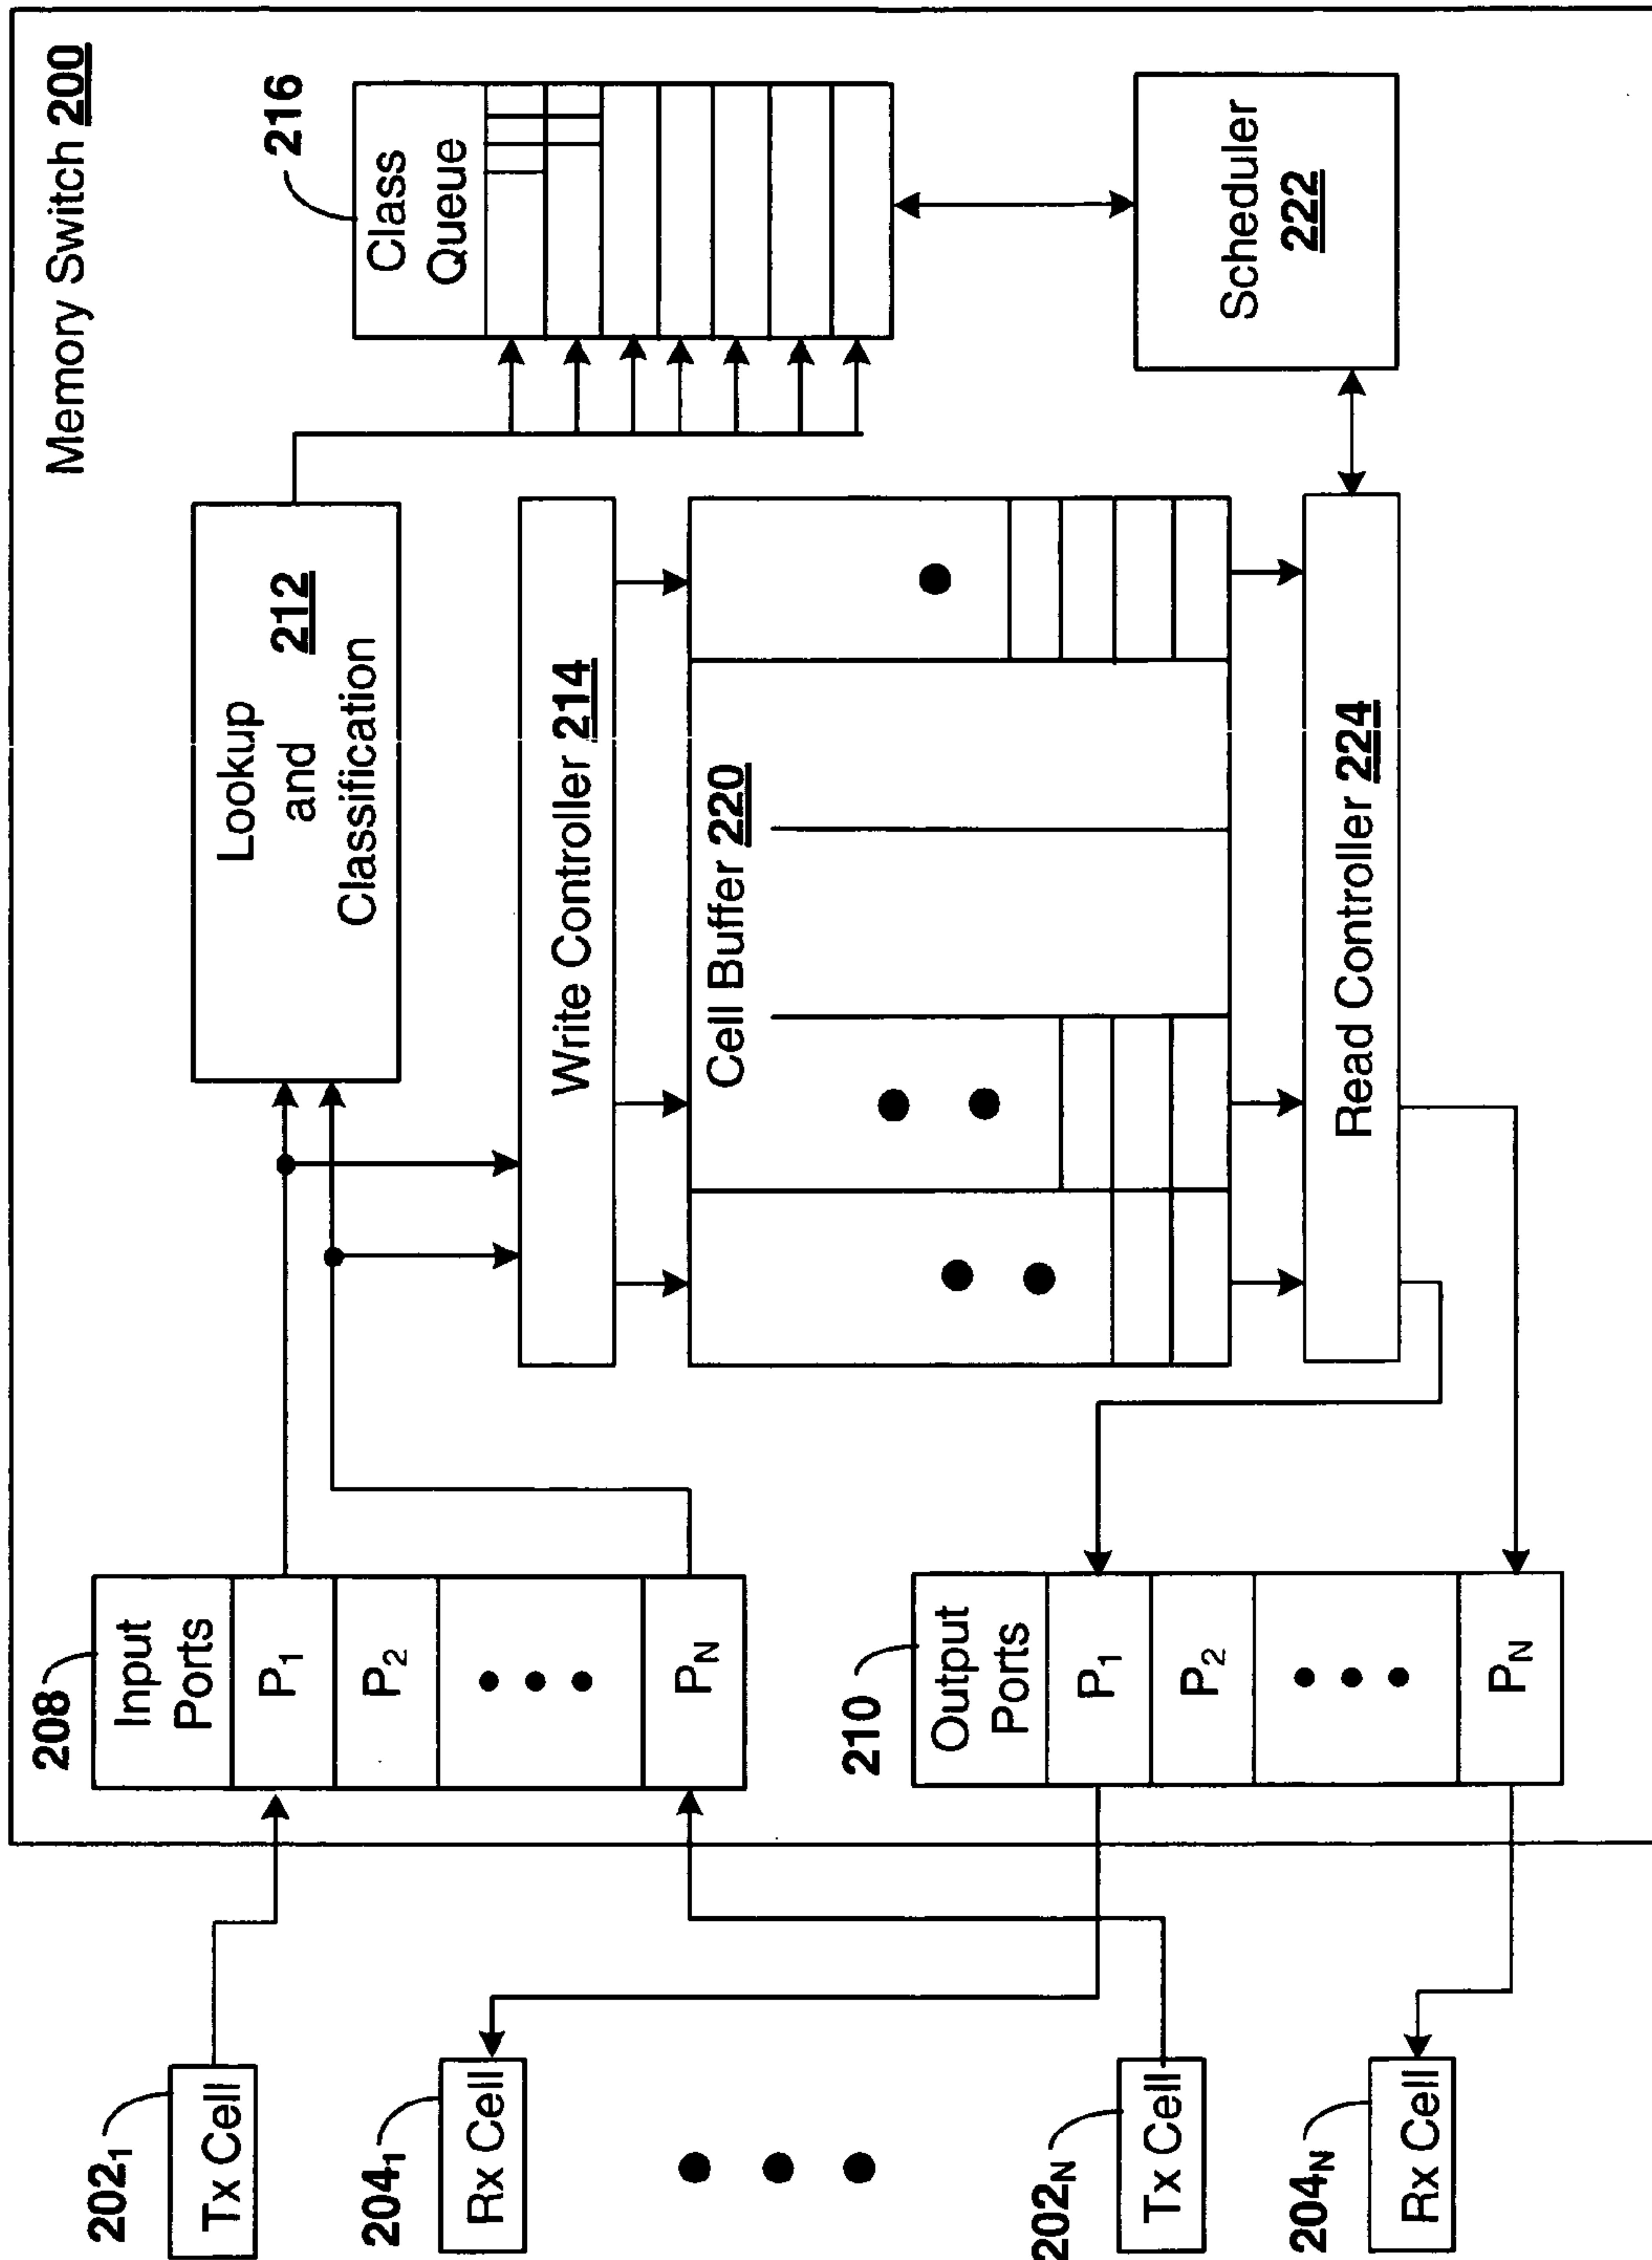 Memory Switch 200
202₁
Tx Cell
204₁
Rx Cell
202ₙ
Tx Cell
204ₙ
Rx Cell
208
Input
Ports
P₁
P₂
Pₙ
210
Output
Ports
P₁
P₂
Pₙ
Lookup
and 212
Classification
Write Controller 214
Cell Buffer 220
Read Controller 224
216
Class
Queue
Scheduler
222